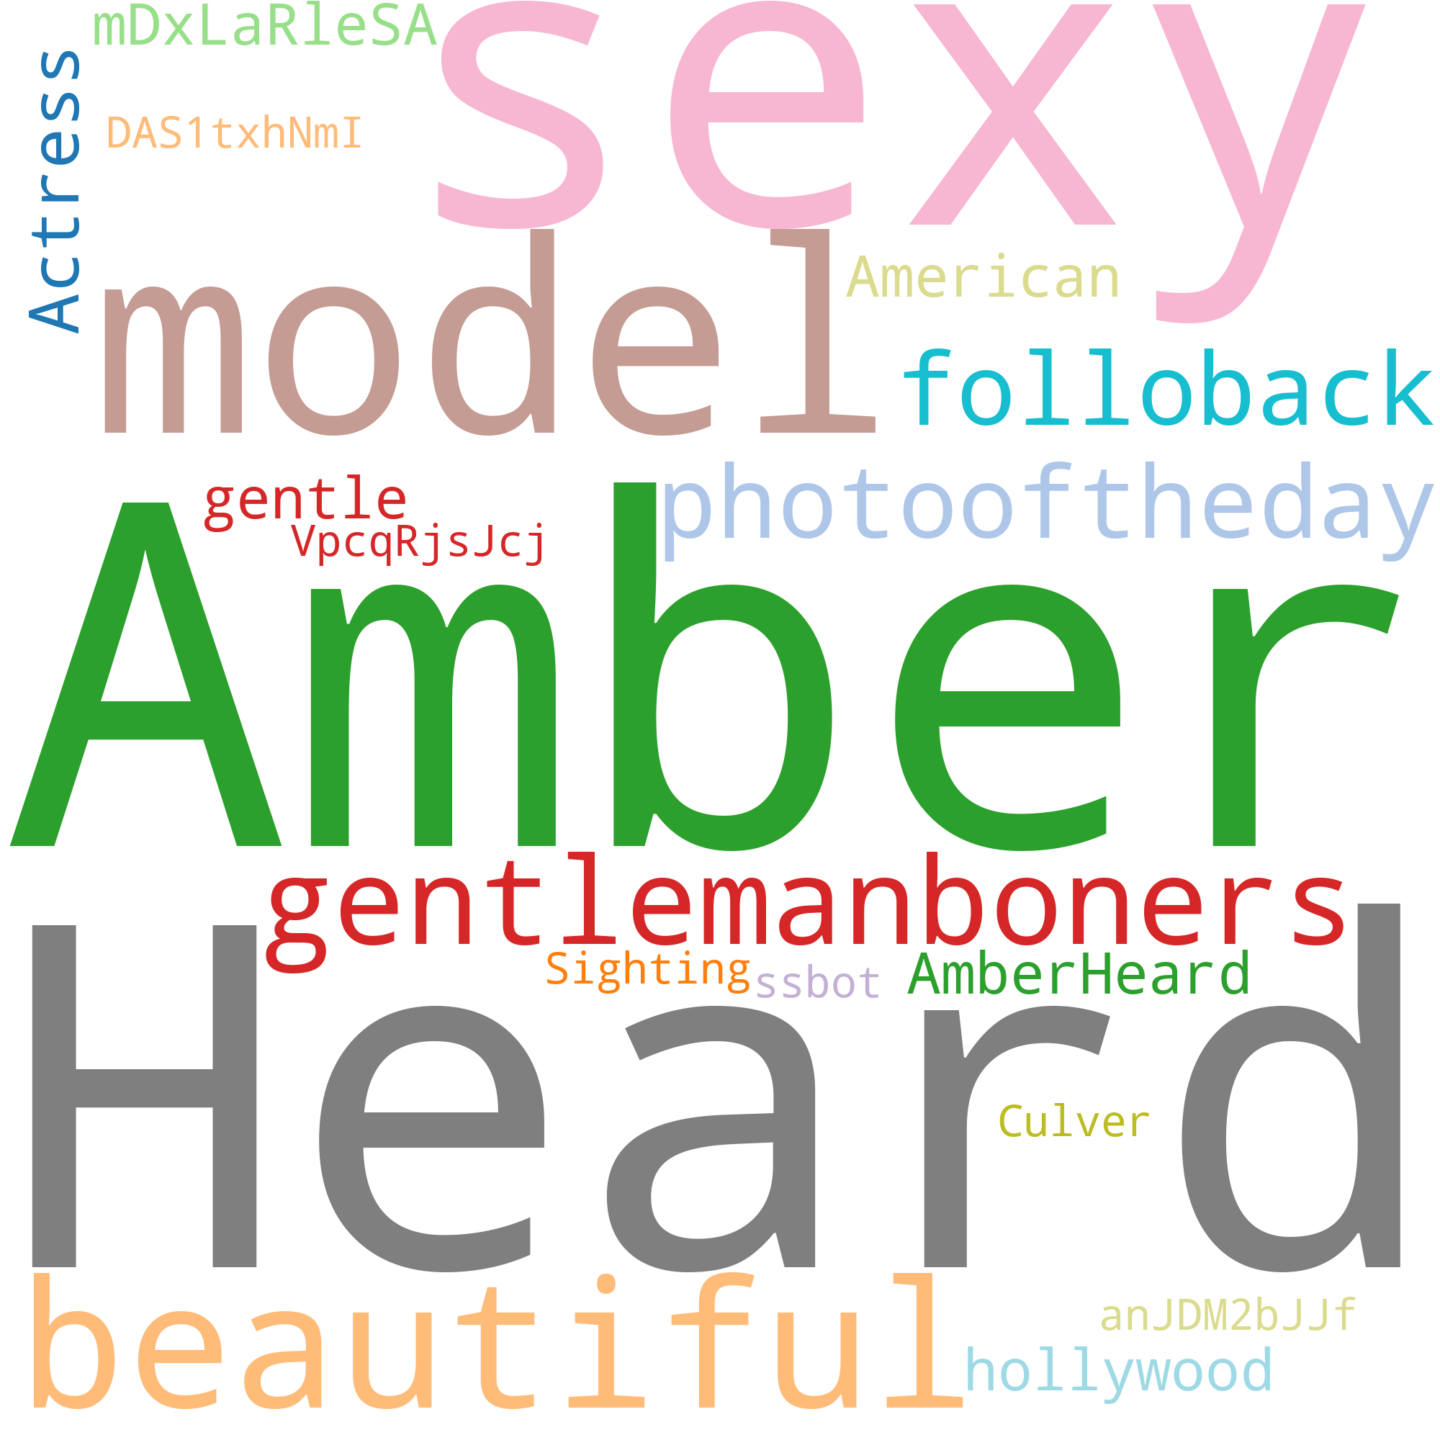 mDxLaRleSA
sexy
Actress
DAS1txhNmI
model
American
folloback
gentle
photooftheday
VpcqRjsJcj
Amber
gentlemanboners
Sighting
ssbot
AmberHeard
Heard
Culver
beautiful
anJDM2bJJf
hollywood